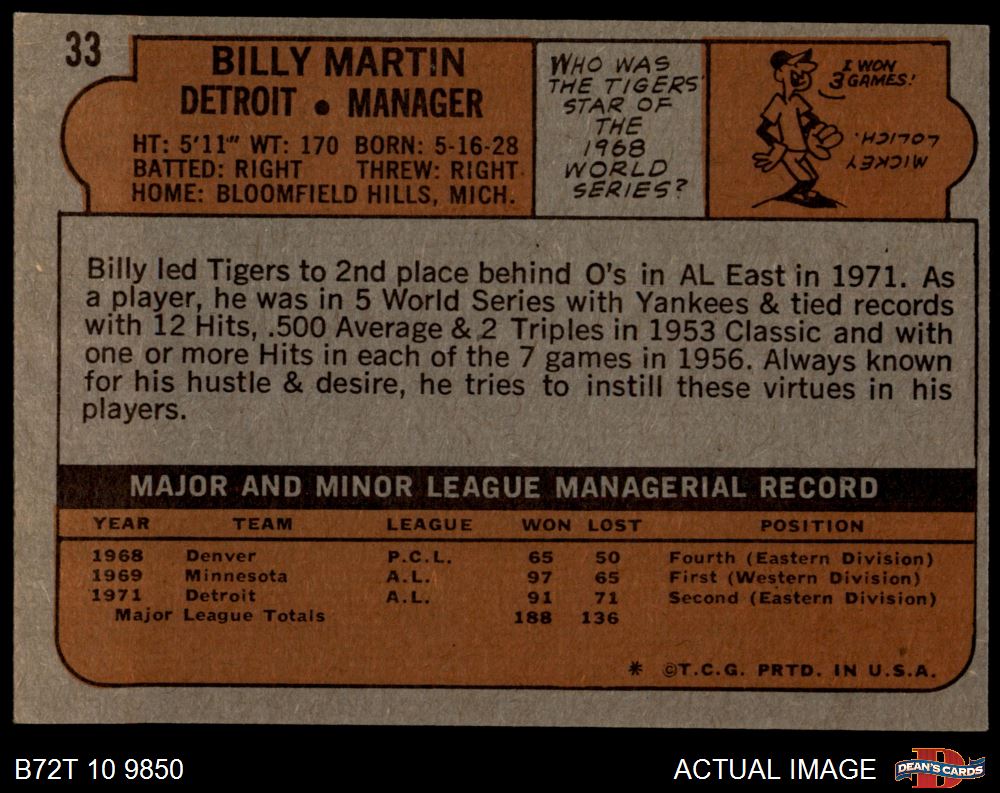 33
BILLY MARTIN
DETROIT • MANAGER
HT: 5'11" WT: 170 BORN: 5-16-28
BATTED: RIGHT THREW: RIGHT
HOME: BLOOMFIELD HILLS, MICH.
WHO WAS
THE TIGERS'
STAR OF
THE
1968
WORLD
SERIES?
I WON
3 GAMES!
MICKEY
LOLICH.
Billy led Tigers to 2nd place behind O's in AL East in 1971. As
a player, he was in 5 World Series with Yankees & tied records
with 12 Hits, .500 Average & 2 Triples in 1953 Classic and with
one or more Hits in each of the 7 games in 1956. Always known
for his hustle & desire, he tries to instill these virtues in his
players.
MAJOR AND MINOR LEAGUE MANAGERIAL RECORD
YEAR TEAM LEAGUE WON LOST POSITION
1968 Denver P.C.L. 65 50 Fourth (Eastern Division)
1969 Minnesota A.L. 97 65 First (Western Division)
1971 Detroit A.L. 91 71 Second (Eastern Division)
Major League Totals 188 136
* ©T.C.G. PRTD. IN U.S.A.
B72T 10 9850
ACTUAL IMAGE
DEAN'S CARDS